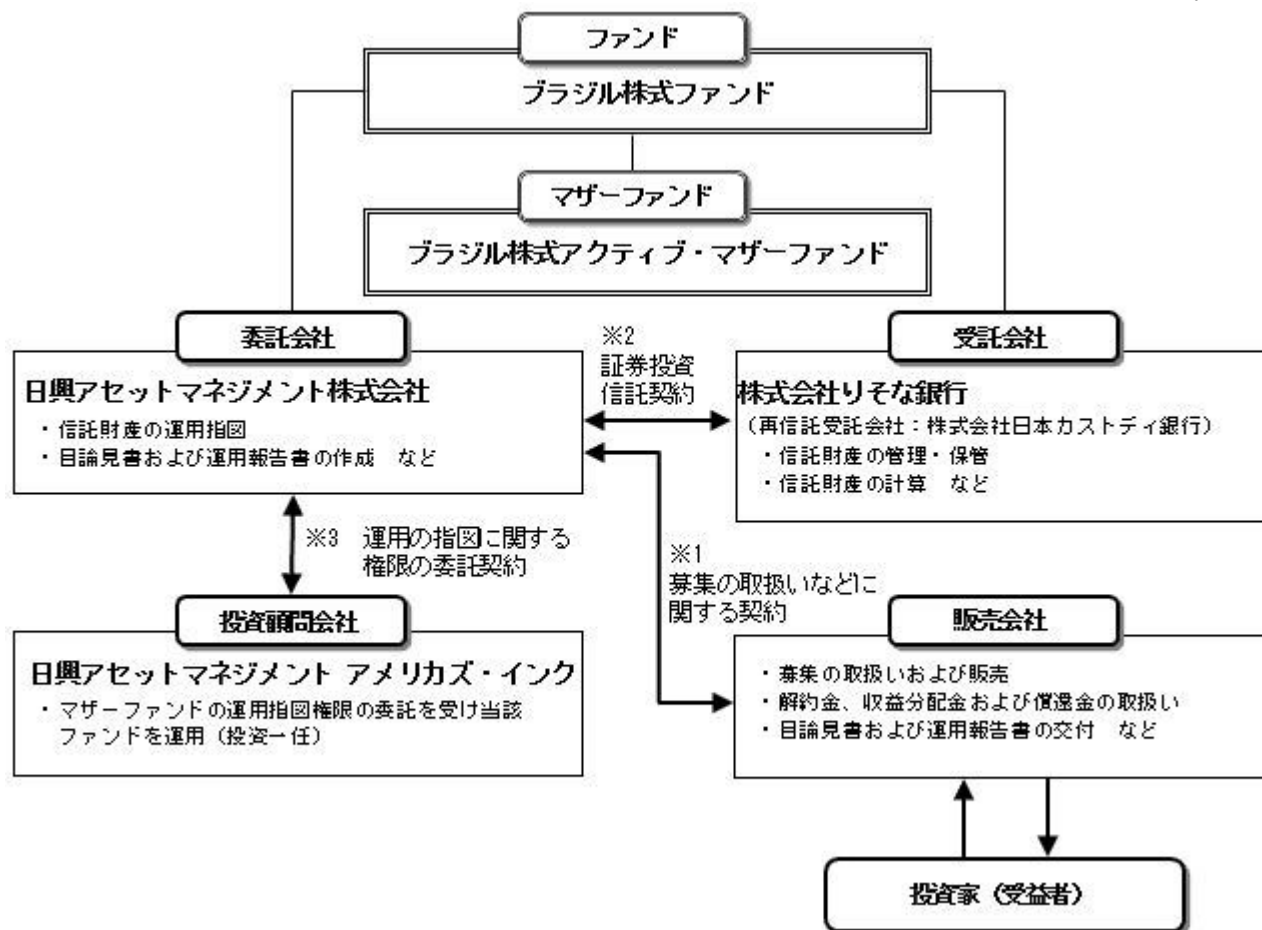 ファンド
ブラジル株式ファンド
マザーファンド
ブラジル株式アクティブ・マザーファンド
委託会社
日興アセットマネジメント株式会社
・信託財産の運用指図
・目論見書および運用報告書の作成　など
※2
証券投資
信託契約
受託会社
株式会社りそな銀行
（再信託受託会社：株式会社日本カストディ銀行）
・信託財産の管理・保管
・信託財産の計算　など
※3　運用の指図に関する
権限の委託契約
※1
募集の取扱いなどに
関する契約
投資顧問会社
日興アセットマネジメント アメリカズ・インク
・マザーファンドの運用指図権限の委託を受け当該
ファンドを運用（投資一任）
販売会社
・募集の取扱いおよび販売
・解約金、収益分配金および償還金の取扱い
・目論見書および運用報告書の交付　など
投資家（受益者）